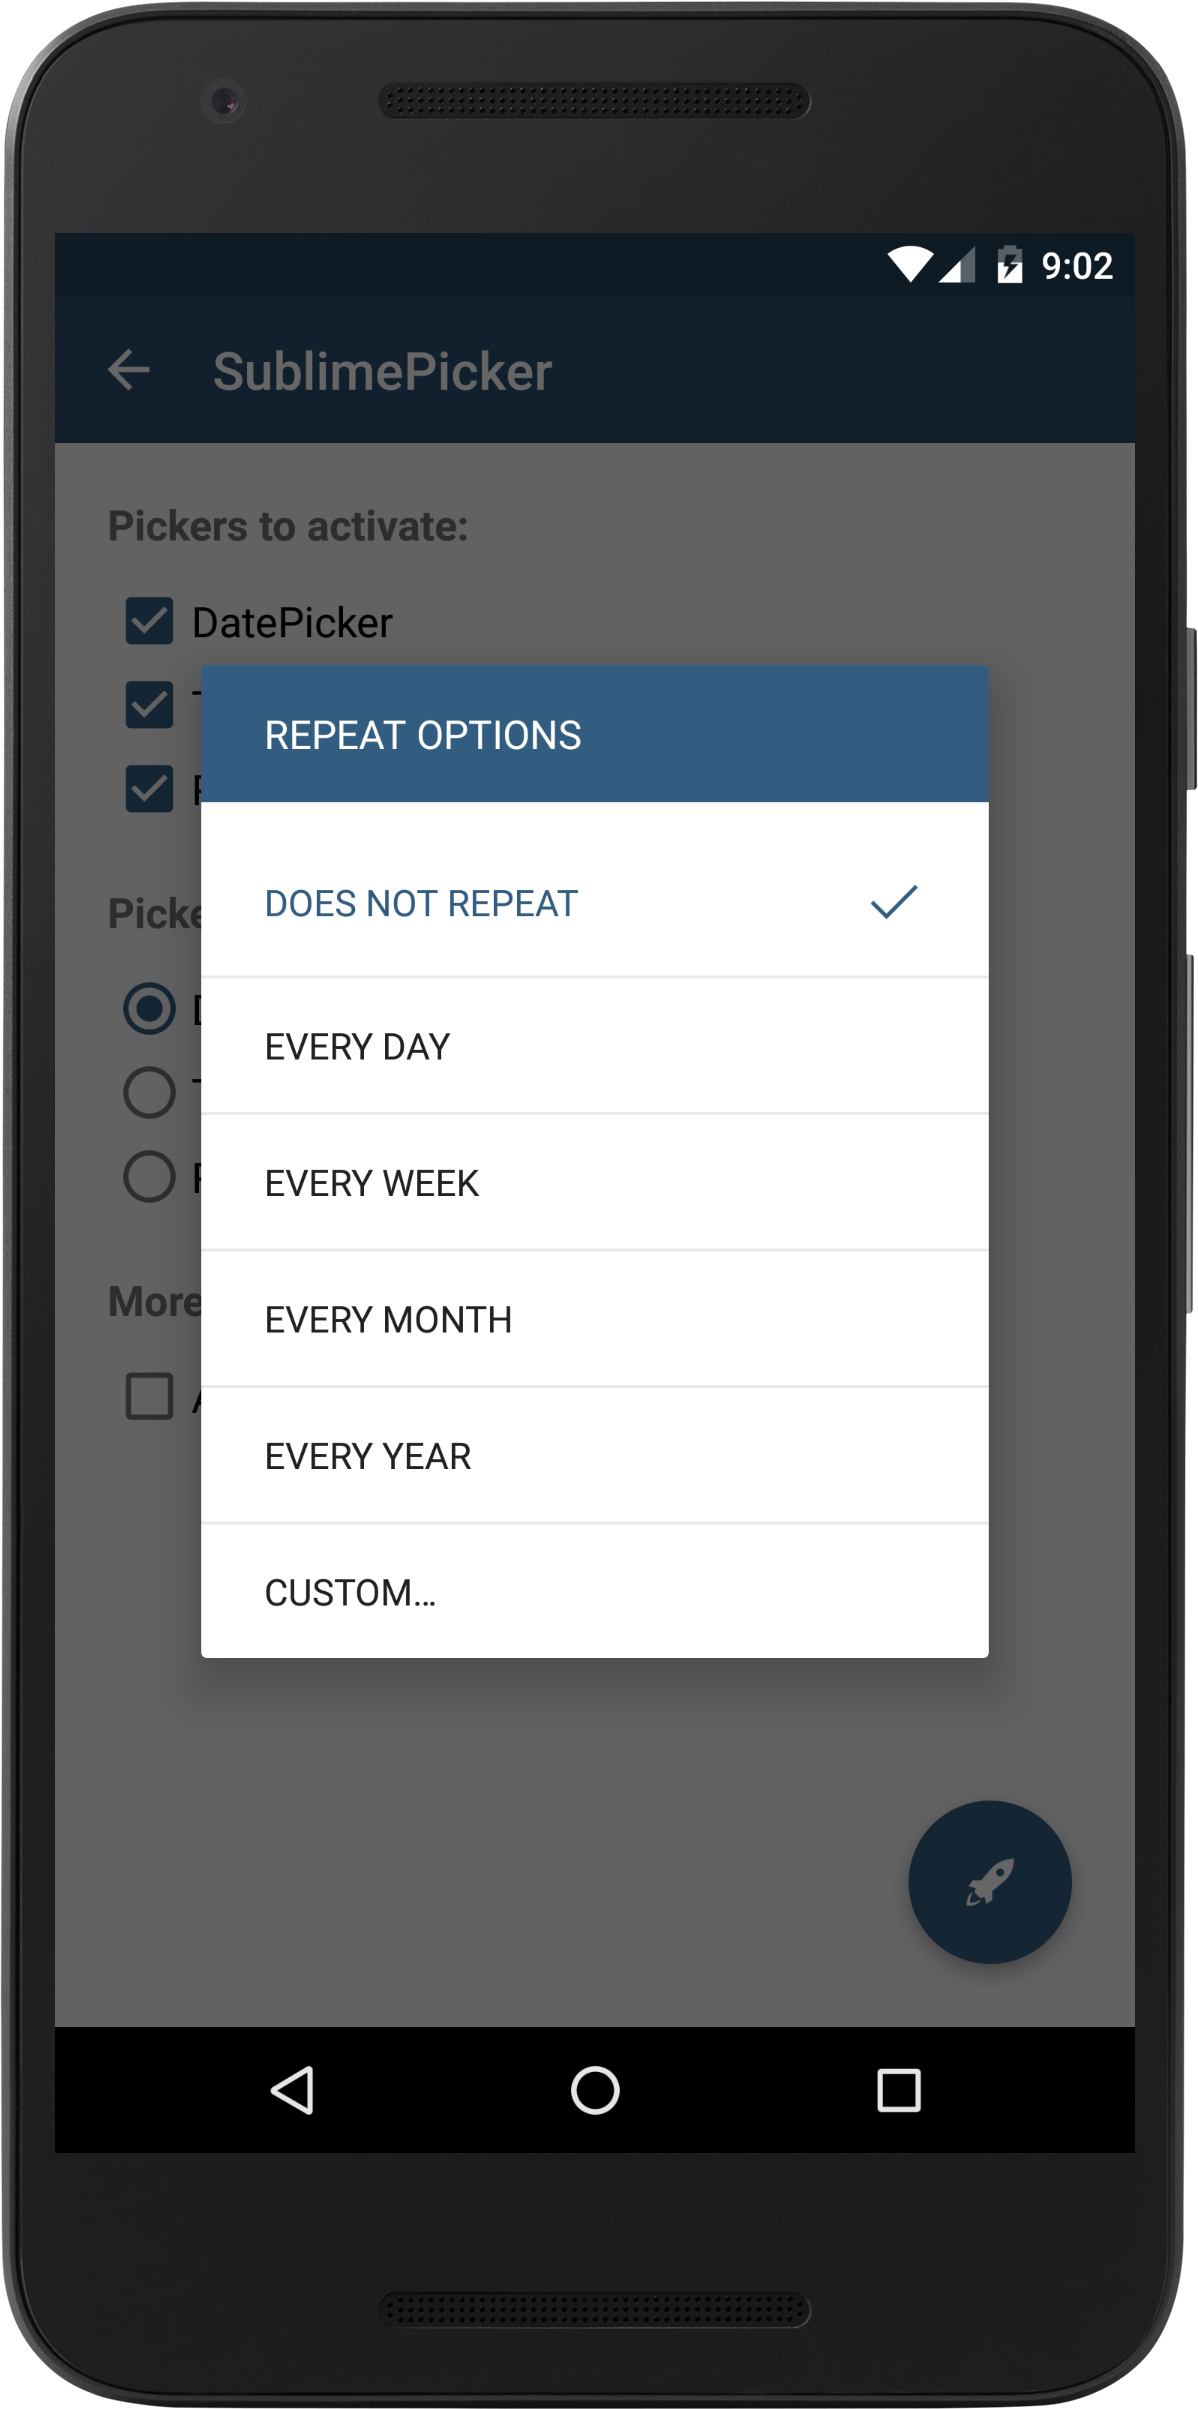 9:02
SublimePicker
Pickers to activate:
DatePicker
REPEAT OPTIONS
DOES NOT REPEAT
EVERY DAY
EVERY WEEK
EVERY MONTH
EVERY YEAR
More
CUSTOM...